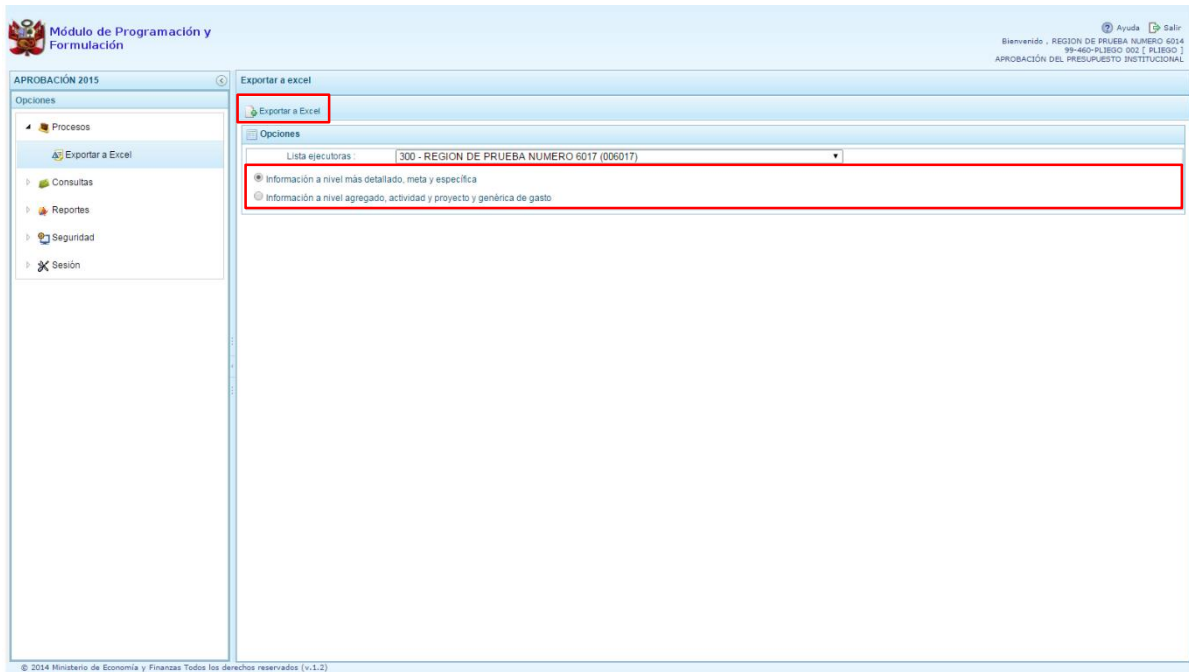 Módulo de Programación y
Formulación
Ayuda Salir
Bienvenido , REGION DE PRUEBA NUMERO 6014
99-460-PLIEGO 002 [ PLIEGO ]
APROBACIÓN DEL PRESUPUESTO INSTITUCIONAL
APROBACIÓN 2015
Opciones
Procesos
Exportar a Excel
Consultas
Reportes
Seguridad
Sesión
Exportar a excel
Exportar a Excel
Opciones
Lista ejecutoras : 300 - REGION DE PRUEBA NUMERO 6017 (006017)
Información a nivel más detallado, meta y específica
Información a nivel agregado, actividad y proyecto y genérica de gasto
© 2014 Ministerio de Economía y Finanzas Todos los derechos reservados (v.1.2)